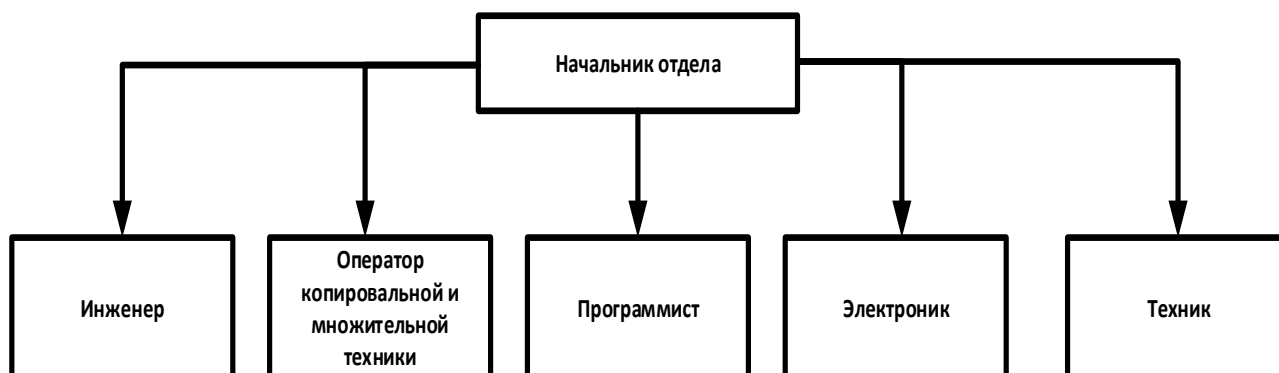 Начальник отдела
Инженер
Оператор
копировальной и
множительной
техники
Программист
Электроник
Техник